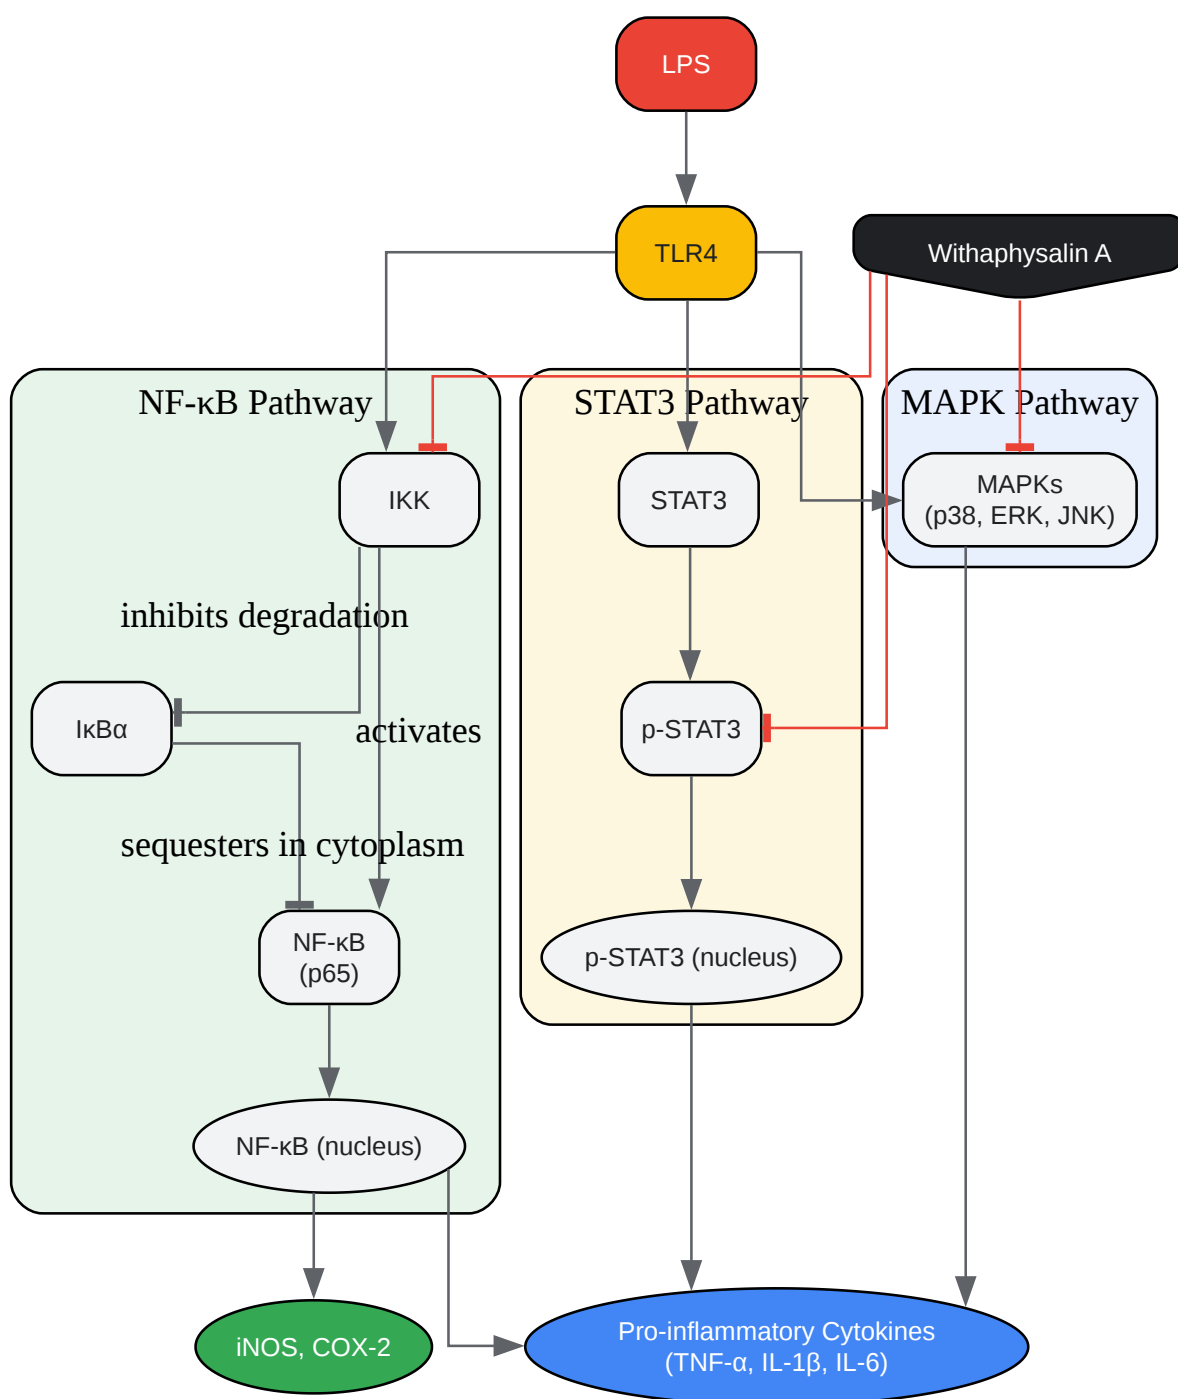 LPS
TLR4
Withaphysalin A
NF-κB Pathway
STAT3 Pathway
MAPK Pathway
IKK
STAT3
MAPKs
(p38, ERK, JNK)
inhibits degradation
IκBα
activates
p-STAT3
sequesters in cytoplasm
NF-κB
(p65)
p-STAT3 (nucleus)
NF-κB (nucleus)
iNOS, COX-2
Pro-inflammatory Cytokines
(TNF-α, IL-1β, IL-6)